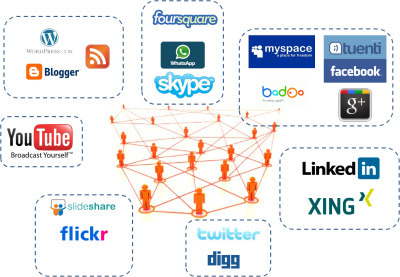 WORDPRESS.COM
Blogger
foursquare
WhatsApp
skype
myspace
a place for friends
tuenti
facebook
badoo
g+
YouTube
Broadcast Yourself™
LinkedIn
XING
slideshare
flickr
twitter
digg